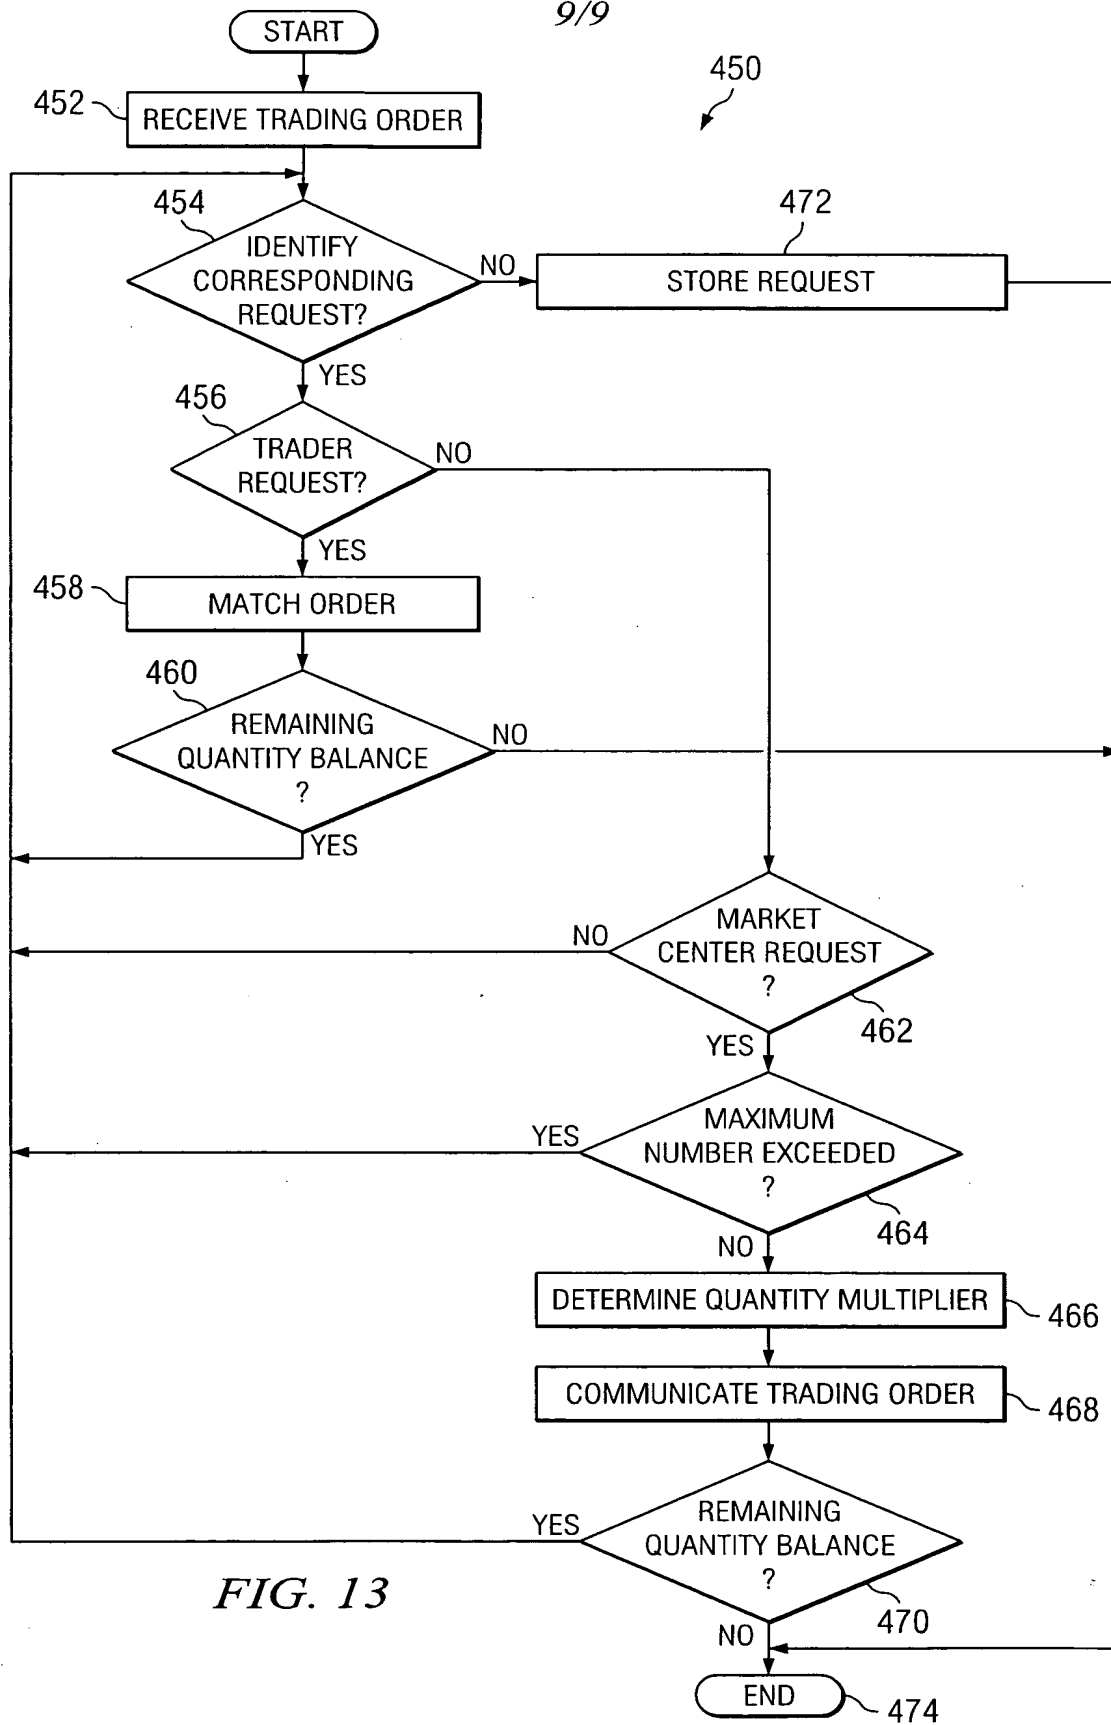 9/9
START
450
452
RECEIVE TRADING ORDER
454
472
IDENTIFY
CORRESPONDING
REQUEST?
NO
STORE REQUEST
YES
456
TRADER
REQUEST?
NO
YES
458
MATCH ORDER
460
REMAINING
QUANTITY BALANCE
?
NO
YES
MARKET
CENTER REQUEST
?
NO
462
YES
MAXIMUM
NUMBER EXCEEDED
?
YES
464
NO
DETERMINE QUANTITY MULTIPLIER
466
COMMUNICATE TRADING ORDER
468
REMAINING
QUANTITY BALANCE
?
YES
470
FIG. 13
NO
END
474